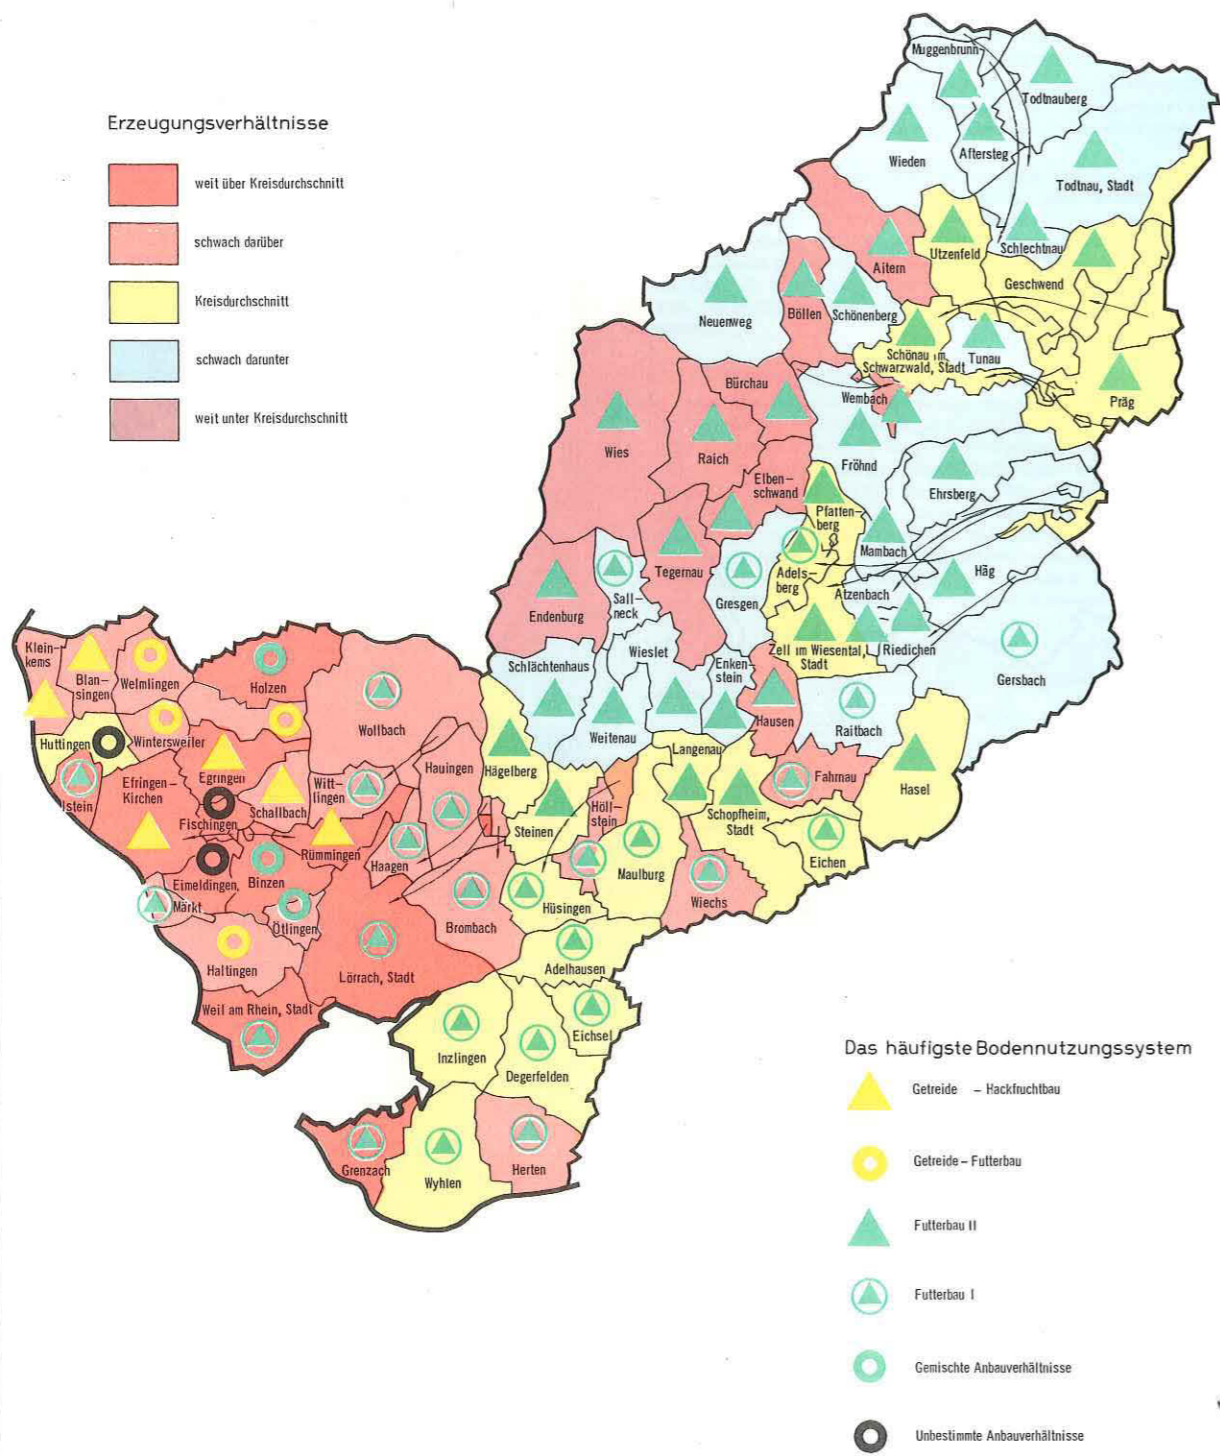 Erzeugungsverhältnisse
weit über Kreisdurchschnitt
schwach darüber
Kreisdurchschnitt
schwach darunter
weit unter Kreisdurchschnitt
Muggenbrunn
Todtnauberg
Wieden
Aftersteg
Todtnau, Stadt
Schlechtnau
Utzenfeld
Aitern
Geschwend
Neuenweg
Böllen
Schönenberg
Schönau im
Schwarzwald, Stadt
Tunau
Präg
Bürchau
Wembach
Wies
Raich
Fröhnd
Elben-
schwand
Ehrsberg
Pfatten-
berg
Mambach
Tegernau
Adels-
berg
Häg
Endenburg
Sall-
neck
Gresgen
Atzenbach
Zell im Wiesental,
Stadt
Riedichen
Gersbach
Schlächtenhaus
Wieslet
Enken-
stein
Weitenau
Hausen
Raitbach
Klein-
kems
Blan-
singen
Welmlingen
Holzen
Wollbach
Huttingen
Wintersweiler
Hägelberg
Langenau
Hasel
Egringen
Witt-
lingen
Hauingen
Fahrnau
Efringen-
Kirchen
Istein
Schallbach
Höll-
stein
Fischingen
Steinen
Schopfheim,
Stadt
Rümmingen
Haagen
Maulburg
Eichen
Eimeldingen
Binzen
Märkt
Ötlingen
Brombach
Hüsingen
Wiechs
Haltingen
Lörrach, Stadt
Adelhausen
Weil am Rhein, Stadt
Inzlingen
Eichsel
Degerfelden
Grenzach
Wyhlen
Herten
Das häufigste Bodennutzungssystem
Getreide - Hackfruchtbau
Getreide - Futterbau
Futterbau II
Futterbau I
Gemischte Anbauverhältnisse
Unbestimmte Anbauverhältnisse